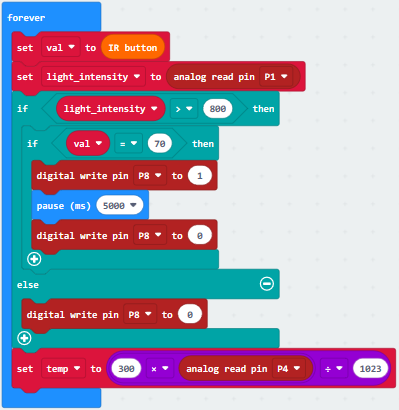 forever
set val to IR button
set light_intensity to analog read pin P1
if light_intensity > 800 then
if val = 70 then
digital write pin P8 to 1
pause (ms) 5000
digital write pin P8 to 0
else
digital write pin P8 to 0
set temp to 300 × analog read pin P4 ÷ 1023